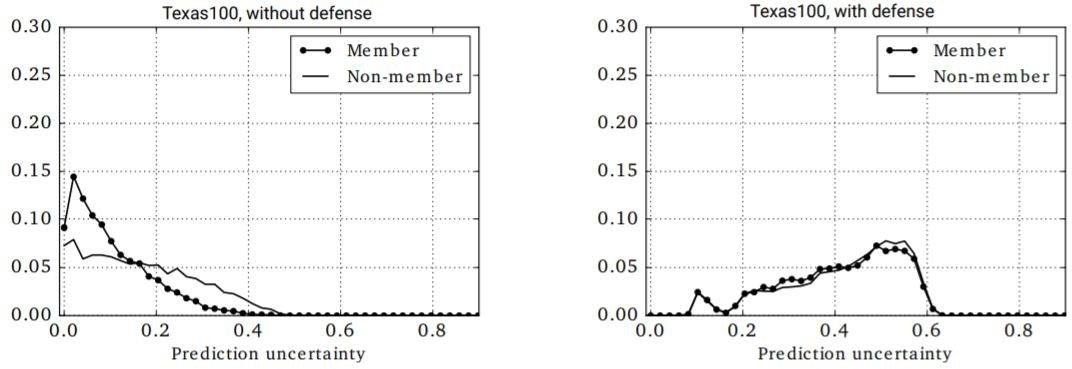 Texas100, without defense
0.30
0.25
0.20
0.15
0.10
0.05
0.00
Member
Non-member
0.0 0.2 0.4 0.6 0.8
Prediction uncertainty
Texas100, with defense
0.30
0.25
0.20
0.15
0.10
0.05
0.00
Member
Non-member
0.0 0.2 0.4 0.6 0.8
Prediction uncertainty